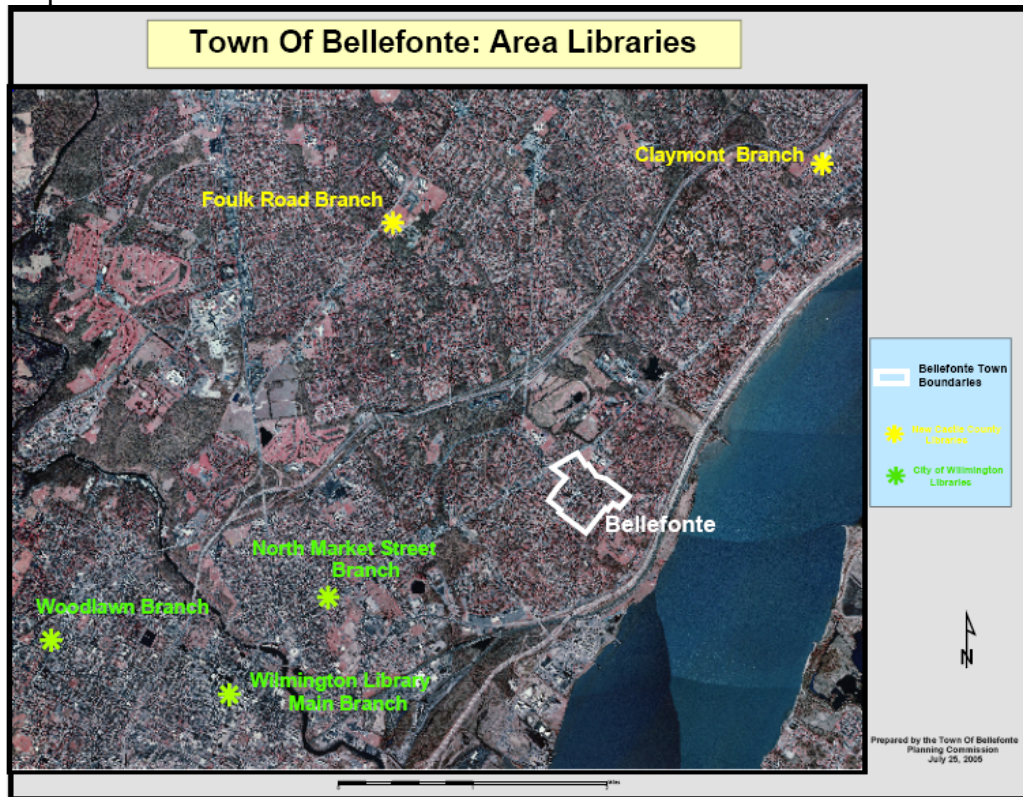 Town Of Bellefonte: Area Libraries
Claymont Branch
Foulk Road Branch
Bellefonte Town
Boundaries
New Castle County
Libraries
City of Wilmington
Libraries
Bellefonte
North Market Street
Branch
Woodlawn Branch
Wilmington Library
Main Branch
N
Prepared by the Town Of Bellefonte
Planning Commission
July 25, 2005
0